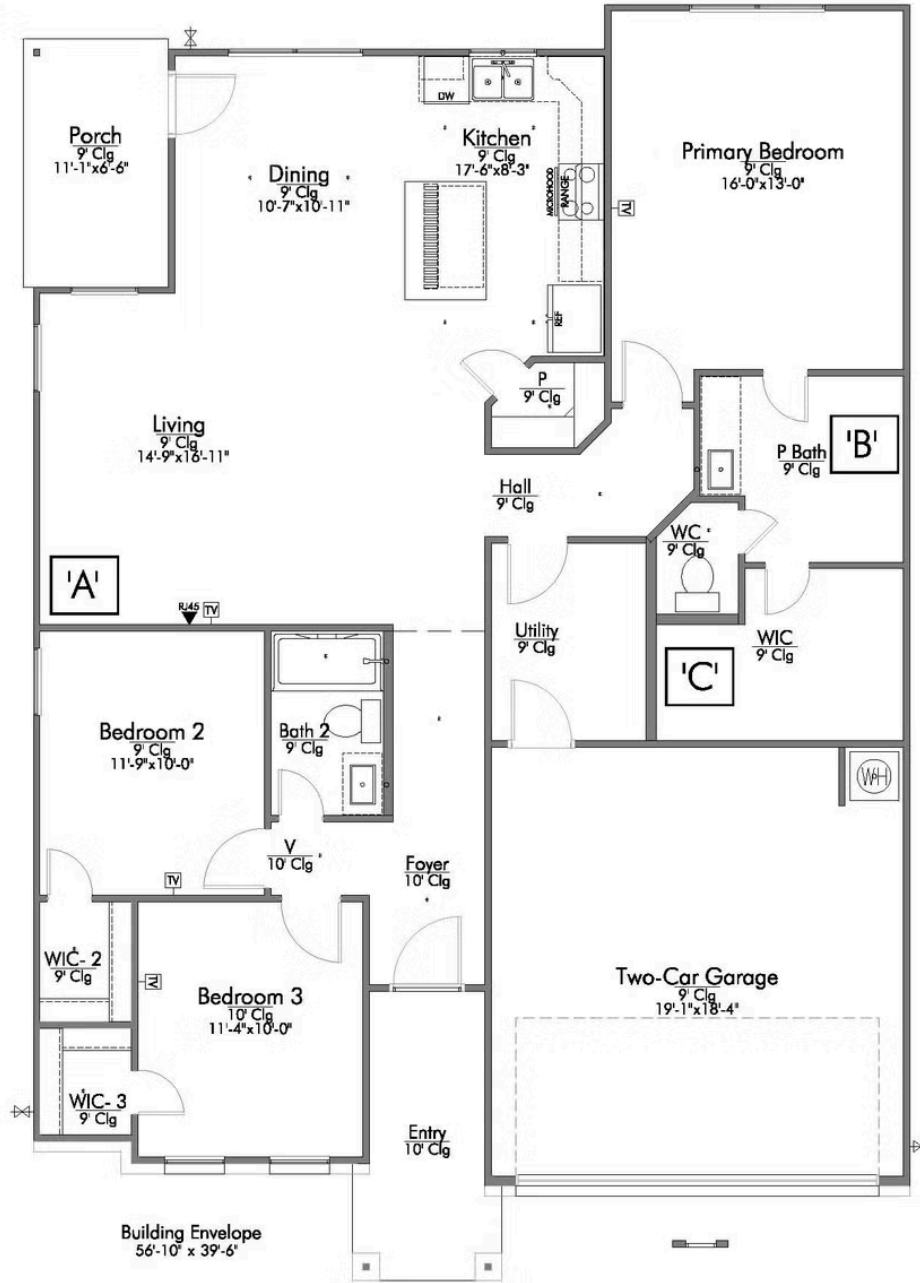 Porch
9' Clg
11'-1"x6'-6"
Dining
9' Clg
10'-7"x10'-11"
DW
Kitchen
9' Clg
17'-6"x8'-3"
MICROHOOD
RANGE
REF
Primary Bedroom
9' Clg
16'-0"x13'-0"
TV
P
9' Clg
Living
9' Clg
14'-9"x16'-11"
Hall
9' Clg
P Bath
9' Clg
'B'
WC
9' Clg
'A'
RJ45
TV
Utility
9' Clg
WIC
9' Clg
'C'
Bedroom 2
9' Clg
11'-9"x10'-0"
Bath 2
9' Clg
WH
V
10' Clg
Foyer
10' Clg
TV
WIC- 2
9' Clg
TV
Bedroom 3
10' Clg
11'-4"x10'-0"
Two-Car Garage
9' Clg
19'-1"x18'-4"
WIC- 3
9' Clg
Entry
10' Clg
Building Envelope
56'-10" x 39'-6"